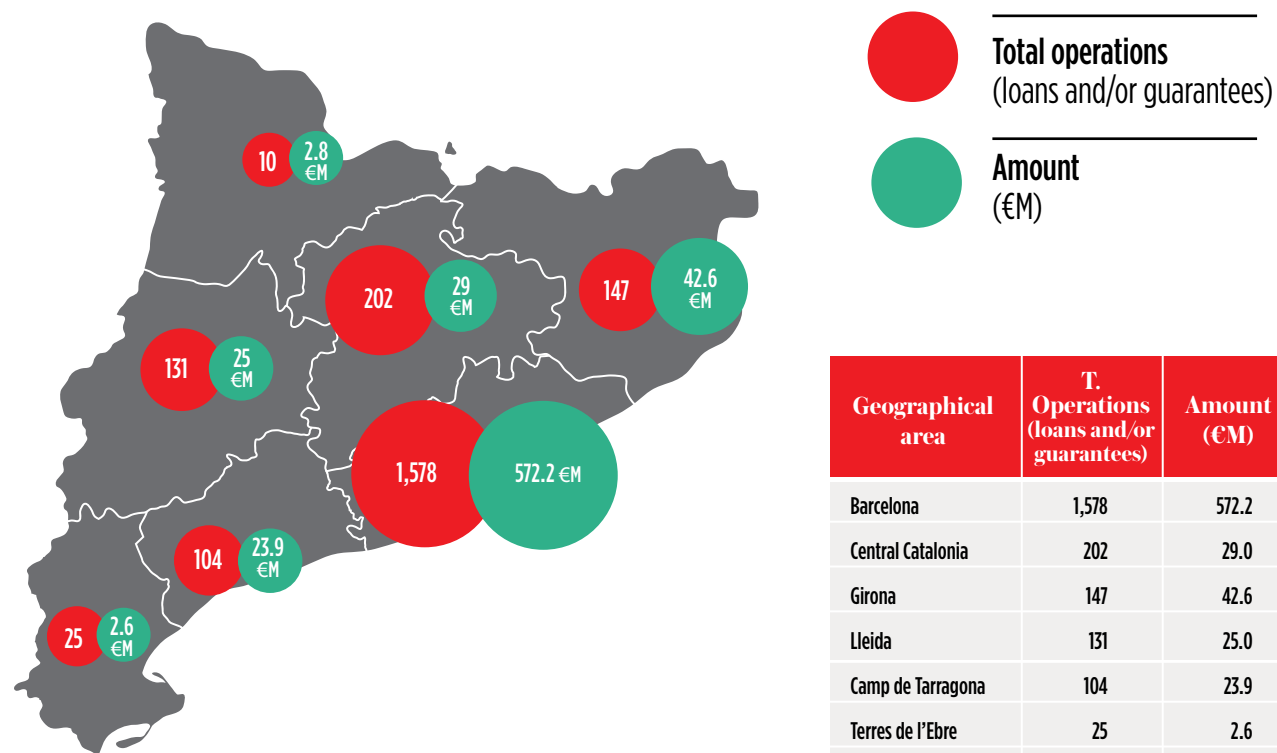 Total operations
(loans and/or guarantees)
Amount
(€M)
10
2.8
€M
202
29
€M
147
42.6
€M
131
25
€M
1,578
572.2 €M
104
23.9
€M
25
2.6
€M
Geographical
area
T.
Operations
(loans and/or
guarantees)
Amount
(€M)
Barcelona 1,578 572.2
Central Catalonia 202 29.0
Girona 147 42.6
Lleida 131 25.0
Camp de Tarragona 104 23.9
Terres de l’Ebre 25 2.6